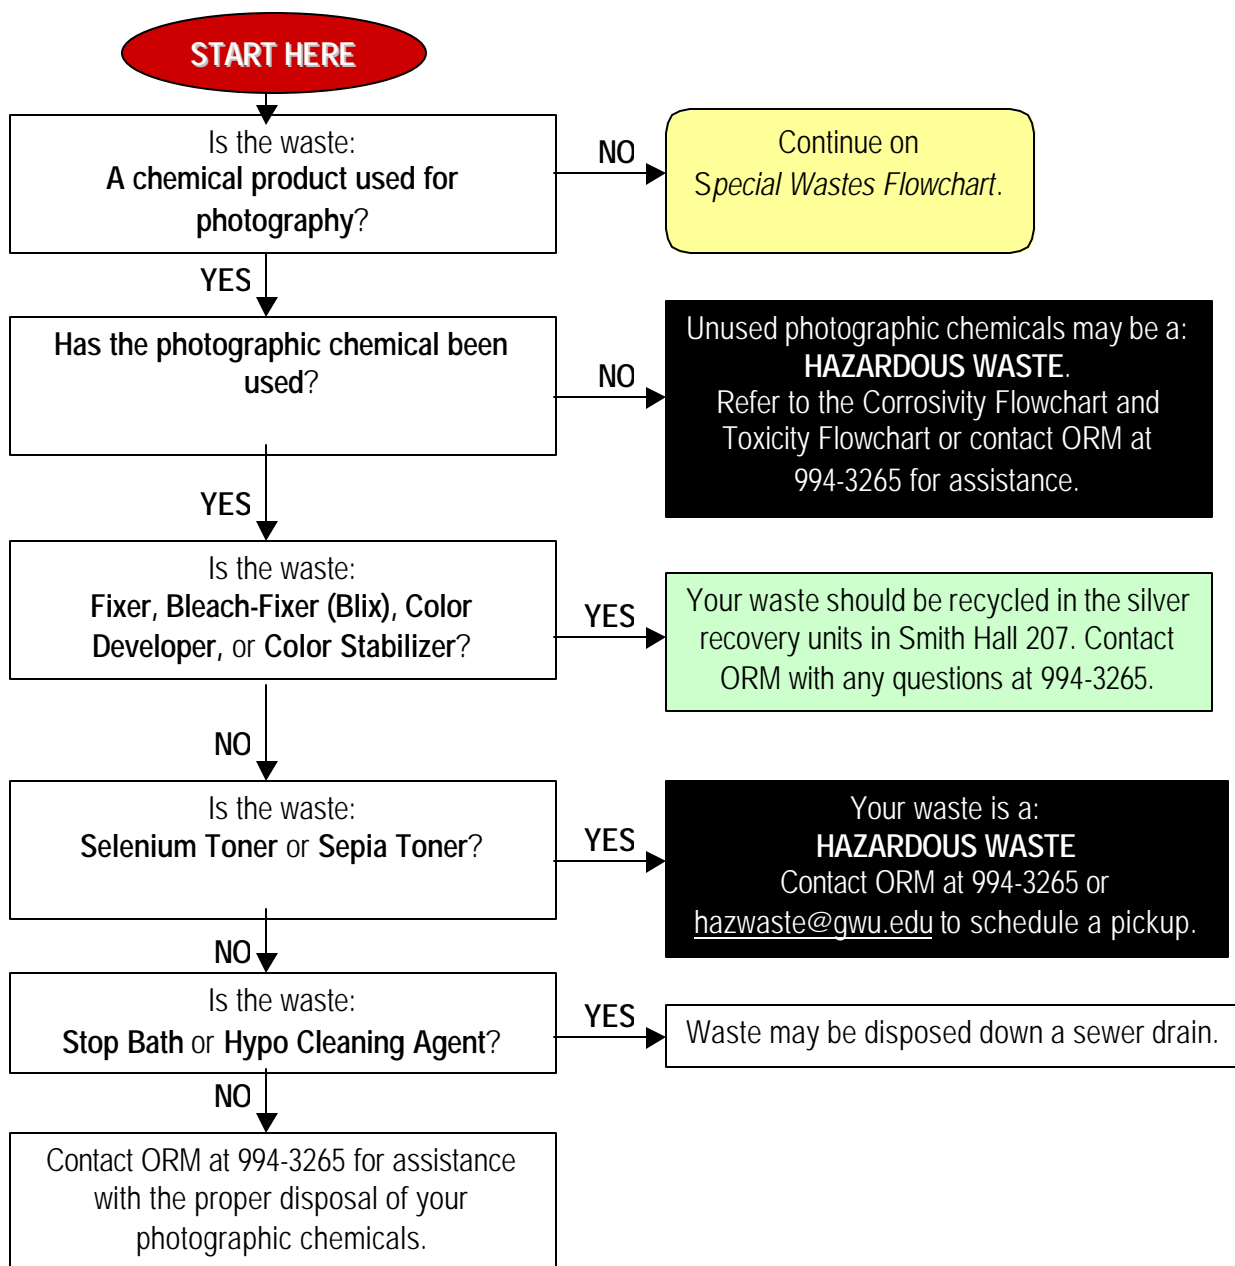 START HERE
Is the waste:
A chemical product used for
photography?
NO
Continue on
Special Wastes Flowchart.
YES
Has the photographic chemical been
used?
NO
Unused photographic chemicals may be a:
HAZARDOUS WASTE.
Refer to the Corrosivity Flowchart and
Toxicity Flowchart or contact ORM at
994-3265 for assistance.
YES
Is the waste:
Fixer, Bleach-Fixer (Blix), Color
Developer, or Color Stabilizer?
YES
Your waste should be recycled in the silver
recovery units in Smith Hall 207. Contact
ORM with any questions at 994-3265.
NO
Is the waste:
Selenium Toner or Sepia Toner?
YES
Your waste is a:
HAZARDOUS WASTE
Contact ORM at 994-3265 or
hazwaste@gwu.edu to schedule a pickup.
NO
Is the waste:
Stop Bath or Hypo Cleaning Agent?
YES
Waste may be disposed down a sewer drain.
NO
Contact ORM at 994-3265 for assistance
with the proper disposal of your
photographic chemicals.